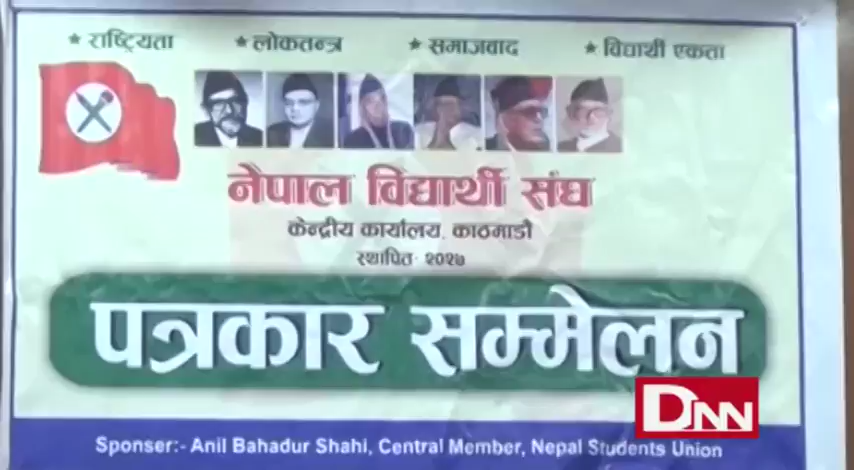 ★ राष्ट्रियता ★ लोकतन्त्र ★ समाजवाद ★ विद्यार्थी एकता
नेपाल विद्यार्थी संघ
केन्द्रीय कार्यालय, काठमाडौं
स्थापितः २०२७
पत्रकार सम्मेलन
DNN
Sponser:- Anil Bahadur Shahi, Central Member, Nepal Students Union